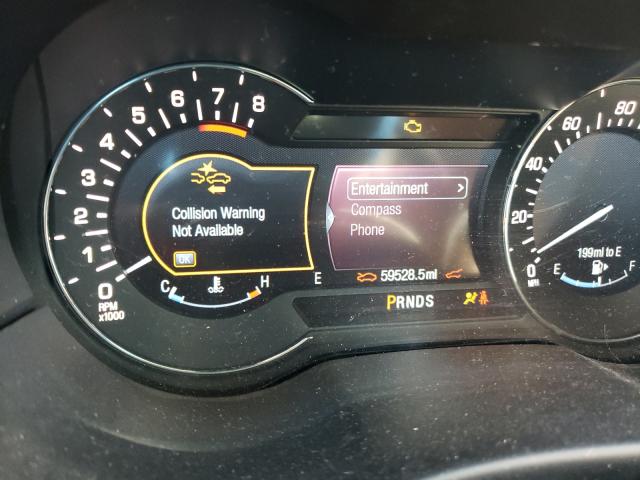 8
7
6
5
4
3
2
1
0
RPM
x1000
Collision Warning
Not Available
OK
C H
Entertainment >
Compass
Phone
E 59528.5mi
PRNDS
80
60
40
20
0
MPH
199mi to E
E F